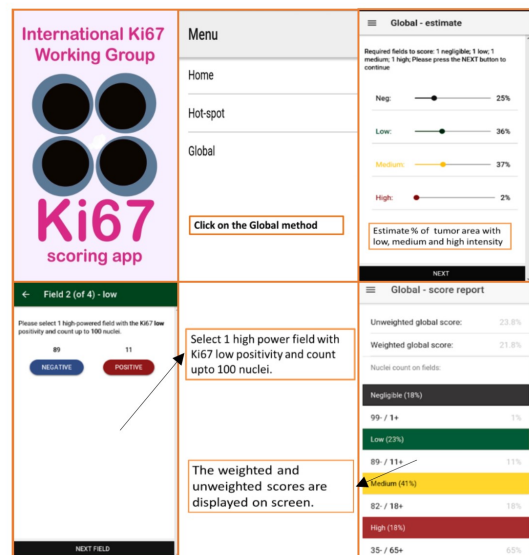 International Ki67
Working Group
Ki67
scoring app
Menu
Home
Hot-spot
Global
Click on the Global method
Global - estimate
Required fields to score: 1 negligible; 1 low; 1
medium; 1 high; Please press the NEXT button to
continue
Neg: 25%
Low: 36%
Medium: 37%
High: 2%
Estimate % of tumor area with
low, medium and high intensity
NEXT
Field 2 (of 4) - low
Please select 1 high-powered field with the Ki67 low
positivity and count up to 100 nuclei.
89 11
NEGATIVE POSITIVE
NEXT FIELD
Select 1 high power field with
Ki67 low positivity and count
upto 100 nuclei.
The weighted and
unweighted scores are
displayed on screen.
Global - score report
Unweighted global score: 23.8%
Weighted global score: 21.8%
Nuclei count on fields:
Negligible (18%)
99- / 1+ 1%
Low (23%)
89- / 11+ 11%
Medium (41%)
82- / 18+ 18%
High (18%)
35- / 65+ 65%